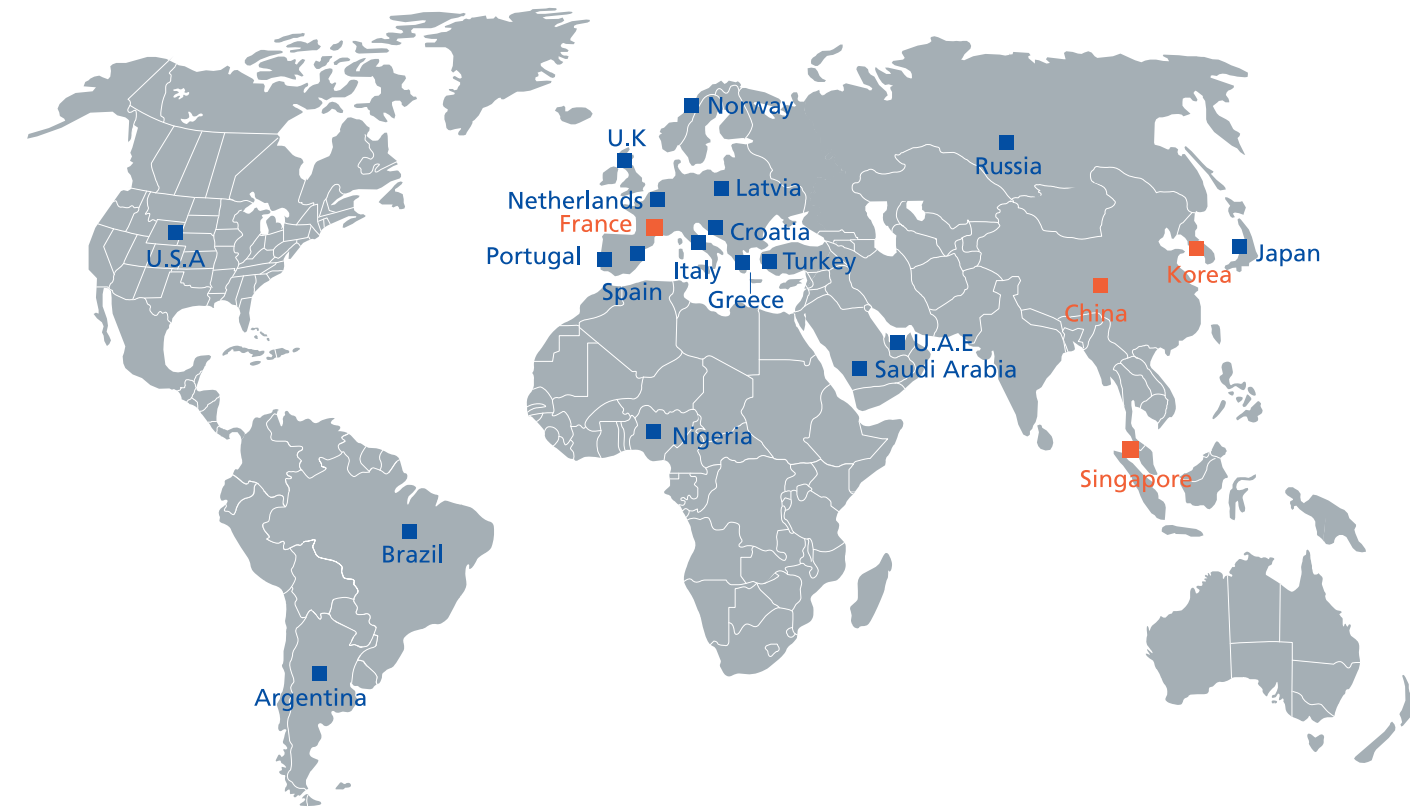 Norway
U.K
Russia
Latvia
Netherlands
France
Croatia
U.S.A
Portugal
Italy
Turkey
Japan
Korea
Spain
Greece
China
U.A.E
Saudi Arabia
Nigeria
Singapore
Brazil
Argentina